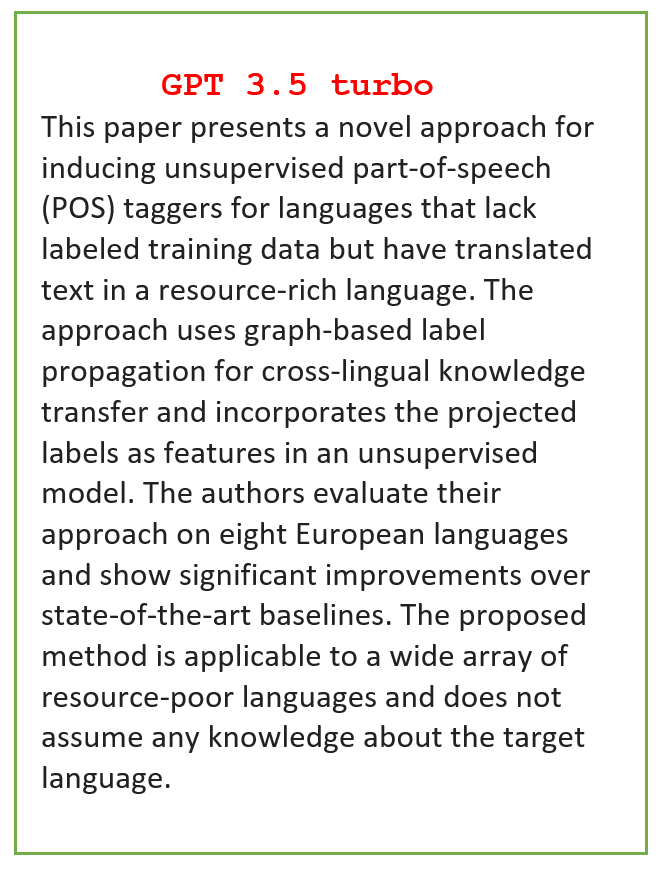 GPT 3.5 turbo
This paper presents a novel approach for
inducing unsupervised part-of-speech
(POS) taggers for languages that lack
labeled training data but have translated
text in a resource-rich language. The
approach uses graph-based label
propagation for cross-lingual knowledge
transfer and incorporates the projected
labels as features in an unsupervised
model. The authors evaluate their
approach on eight European languages
and show significant improvements over
state-of-the-art baselines. The proposed
method is applicable to a wide array of
resource-poor languages and does not
assume any knowledge about the target
language.